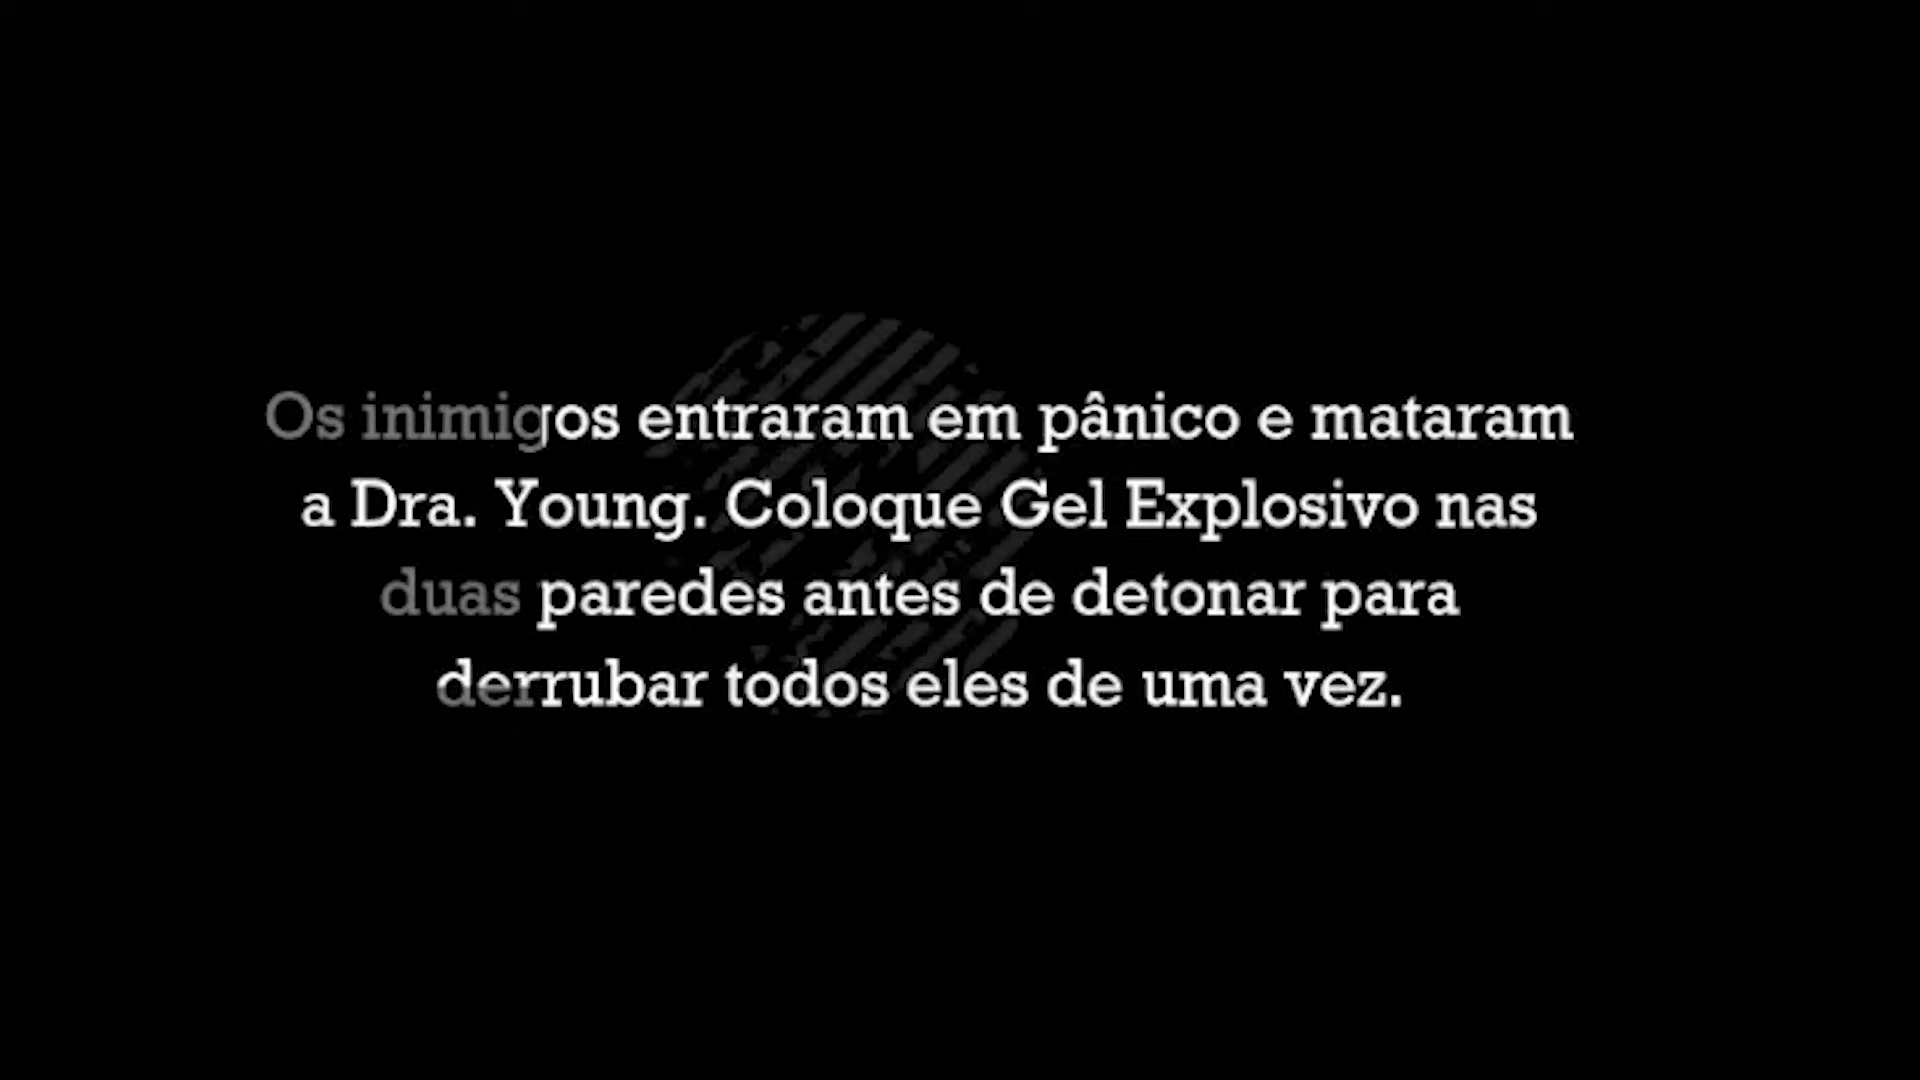 Os inimigos entraram em pânico e mataram
a Dra. Young. Coloque Gel Explosivo nas
duas paredes antes de detonar para
derrubar todos eles de uma vez.